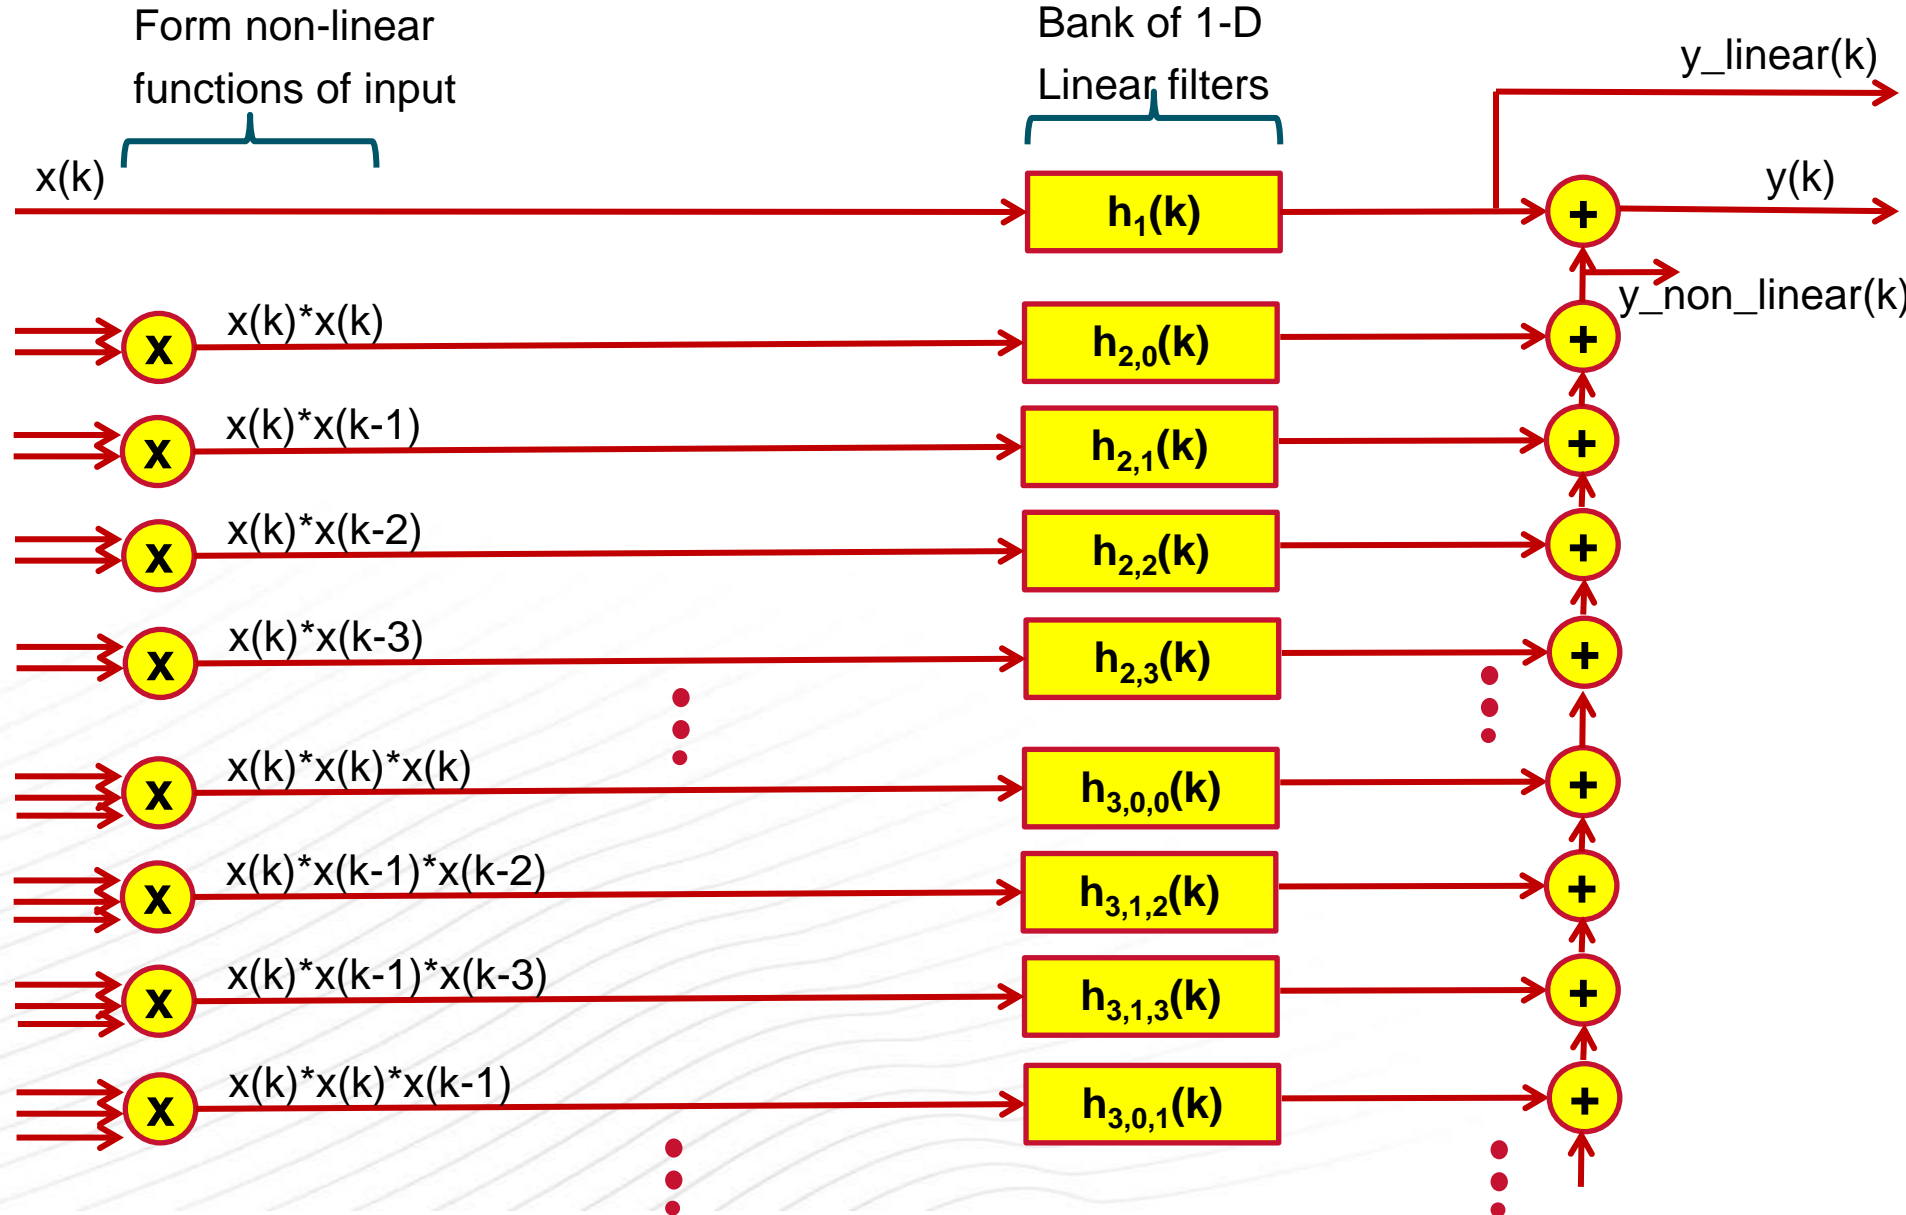 Form non-linear
functions of input
Bank of 1-D
Linear filters
y_linear(k)
x(k)
h1(k)
+
y(k)
y_non_linear(k)
x
x(k)*x(k)
h2,0(k)
+
x
x(k)*x(k-1)
h2,1(k)
+
x
x(k)*x(k-2)
h2,2(k)
+
x
x(k)*x(k-3)
h2,3(k)
+
x
x(k)*x(k)*x(k)
h3,0,0(k)
+
x
x(k)*x(k-1)*x(k-2)
h3,1,2(k)
+
x
x(k)*x(k-1)*x(k-3)
h3,1,3(k)
+
x
x(k)*x(k)*x(k-1)
h3,0,1(k)
+